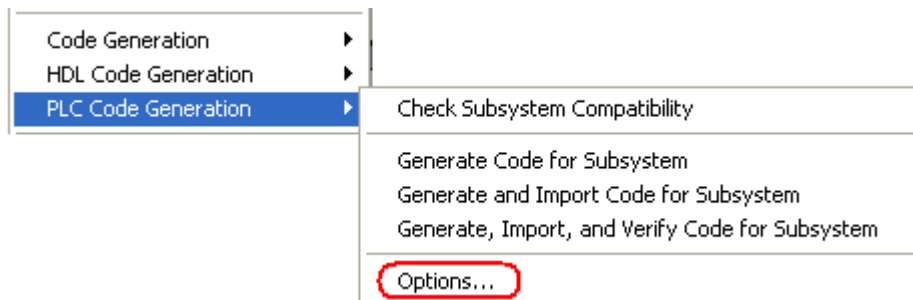 Code Generation
HDL Code Generation
PLC Code Generation
Check Subsystem Compatibility
Generate Code for Subsystem
Generate and Import Code for Subsystem
Generate, Import, and Verify Code for Subsystem
Options...